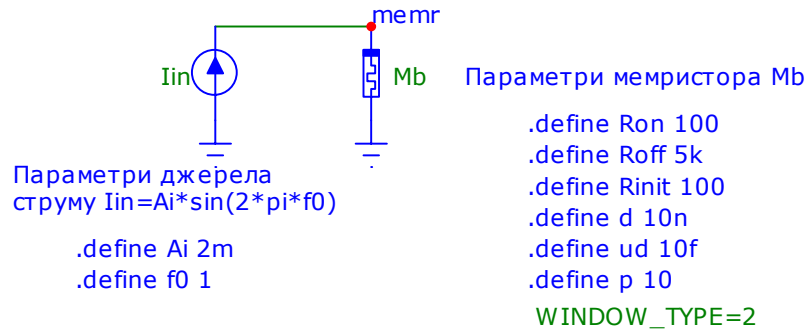 memr
Iin
Mb
Параметри мемристора Mb
.define Ron 100
.define Roff 5k
.define Rinit 100
.define d 10n
.define ud 10f
.define p 10
WINDOW_TYPE=2
Параметри джерела
струму Iin=Ai*sin(2*pi*f0)
.define Ai 2m
.define f0 1